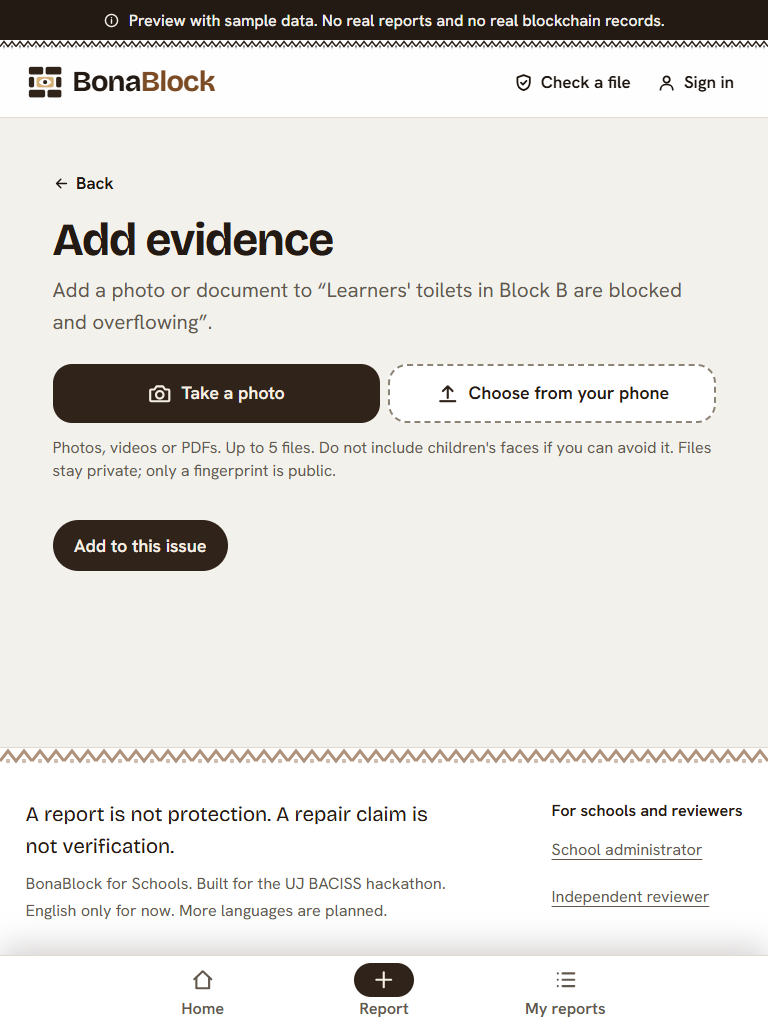 Preview with sample data. No real reports and no real blockchain records.
BonaBlock
Check a file
Sign in
Back
Add evidence
Add a photo or document to “Learners' toilets in Block B are blocked
and overflowing”.
Take a photo
Choose from your phone
Photos, videos or PDFs. Up to 5 files. Do not include children's faces if you can avoid it. Files
stay private; only a fingerprint is public.
Add to this issue
A report is not protection. A repair claim is
not verification.
BonaBlock for Schools. Built for the UJ BACISS hackathon.
English only for now. More languages are planned.
For schools and reviewers
School administrator
Independent reviewer
Home
Report
My reports